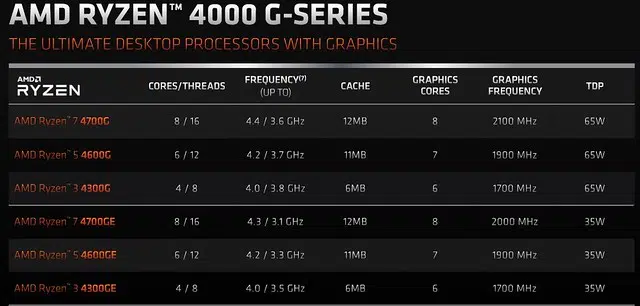 AMD RYZEN™ 4000 G-SERIES
THE ULTIMATE DESKTOP PROCESSORS WITH GRAPHICS
AMD RYZEN CORES/THREADS FREQUENCY(7) (UP TO) CACHE GRAPHICS CORES GRAPHICS FREQUENCY TDP
AMD Ryzen™ 7 4700G 8 / 16 4.4 / 3.6 GHz 12MB 8 2100 MHz 65W
AMD Ryzen™ 5 4600G 6 / 12 4.2 / 3.7 GHz 11MB 7 1900 MHz 65W
AMD Ryzen™ 3 4300G 4 / 8 4.0 / 3.8 GHz 6MB 6 1700 MHz 65W
AMD Ryzen™ 7 4700GE 8 / 16 4.3 / 3.1 GHz 12MB 8 2000 MHz 35W
AMD Ryzen™ 5 4600GE 6 / 12 4.2 / 3.3 GHz 11MB 7 1900 MHz 35W
AMD Ryzen™ 3 4300GE 4 / 8 4.0 / 3.5 GHz 6MB 6 1700 MHz 35W